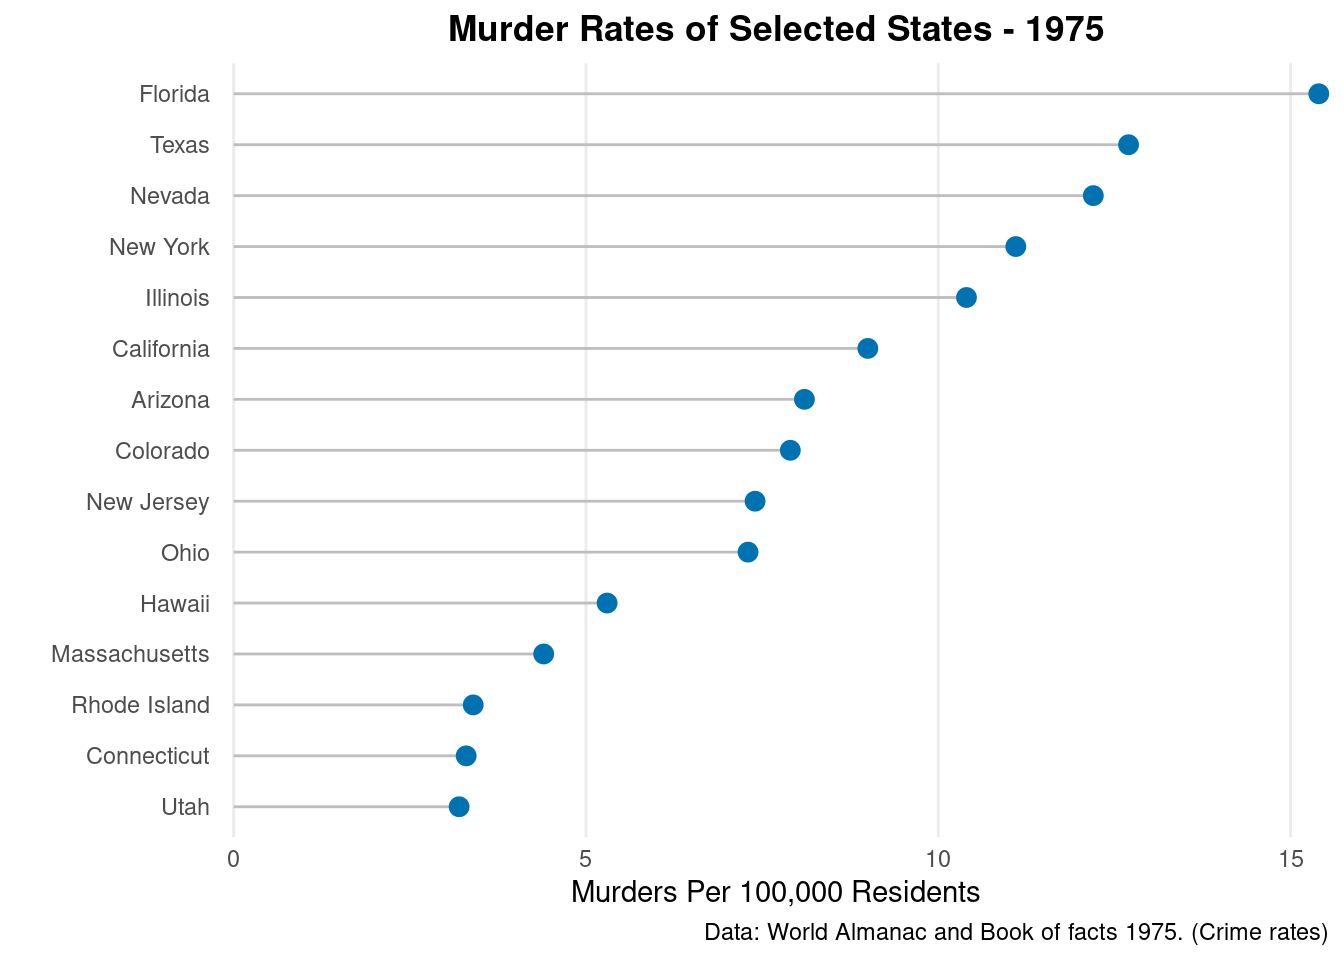 Murder Rates of Selected States - 1975
Florida
Texas
Nevada
New York
Illinois
California
Arizona
Colorado
New Jersey
Ohio
Hawaii
Massachusetts
Rhode Island
Connecticut
Utah
0 5 10 15
Murders Per 100,000 Residents
Data: World Almanac and Book of facts 1975. (Crime rates)